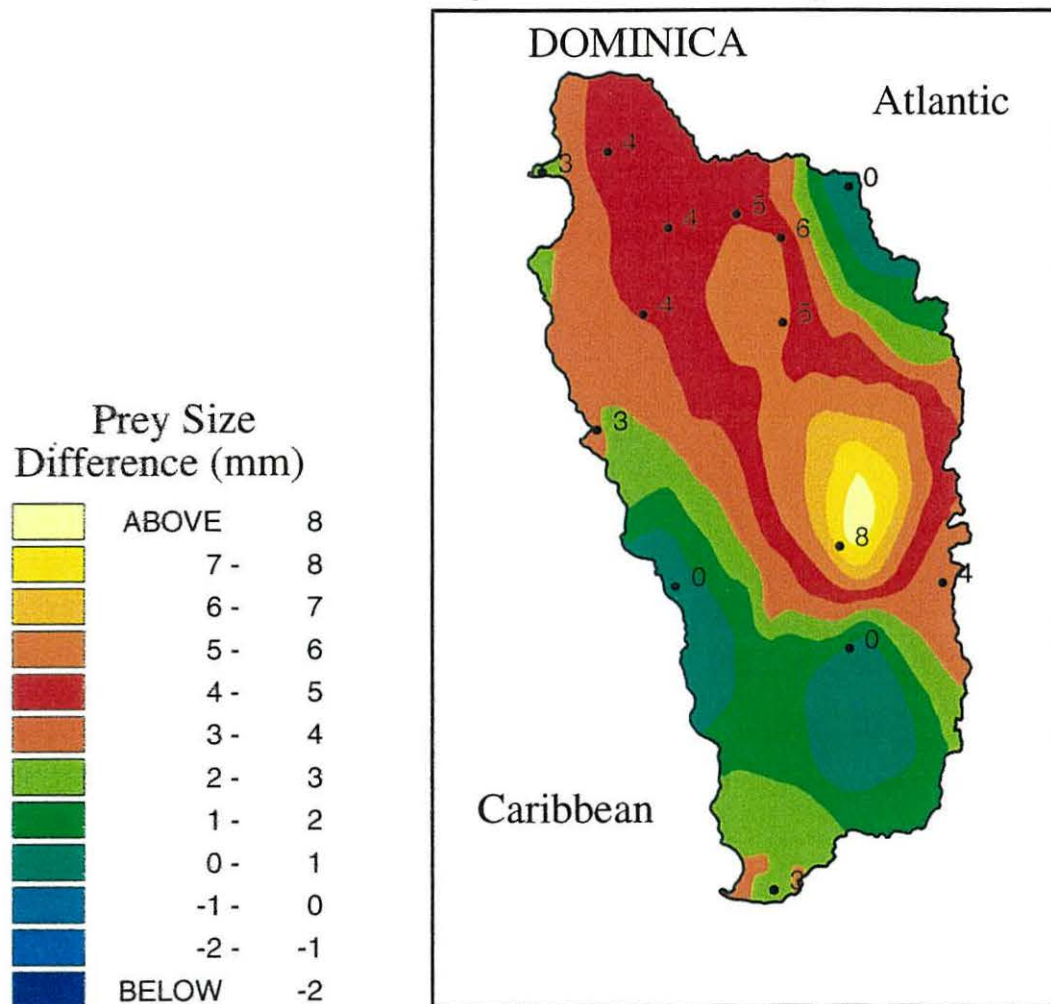 DOMINICA
Atlantic
4
3
0
4
5
6
4
5
3
8
0
4
0
Caribbean
3
Prey Size
Difference (mm)
ABOVE 8
7 - 8
6 - 7
5 - 6
4 - 5
3 - 4
2 - 3
1 - 2
0 - 1
-1 - 0
-2 - -1
BELOW -2